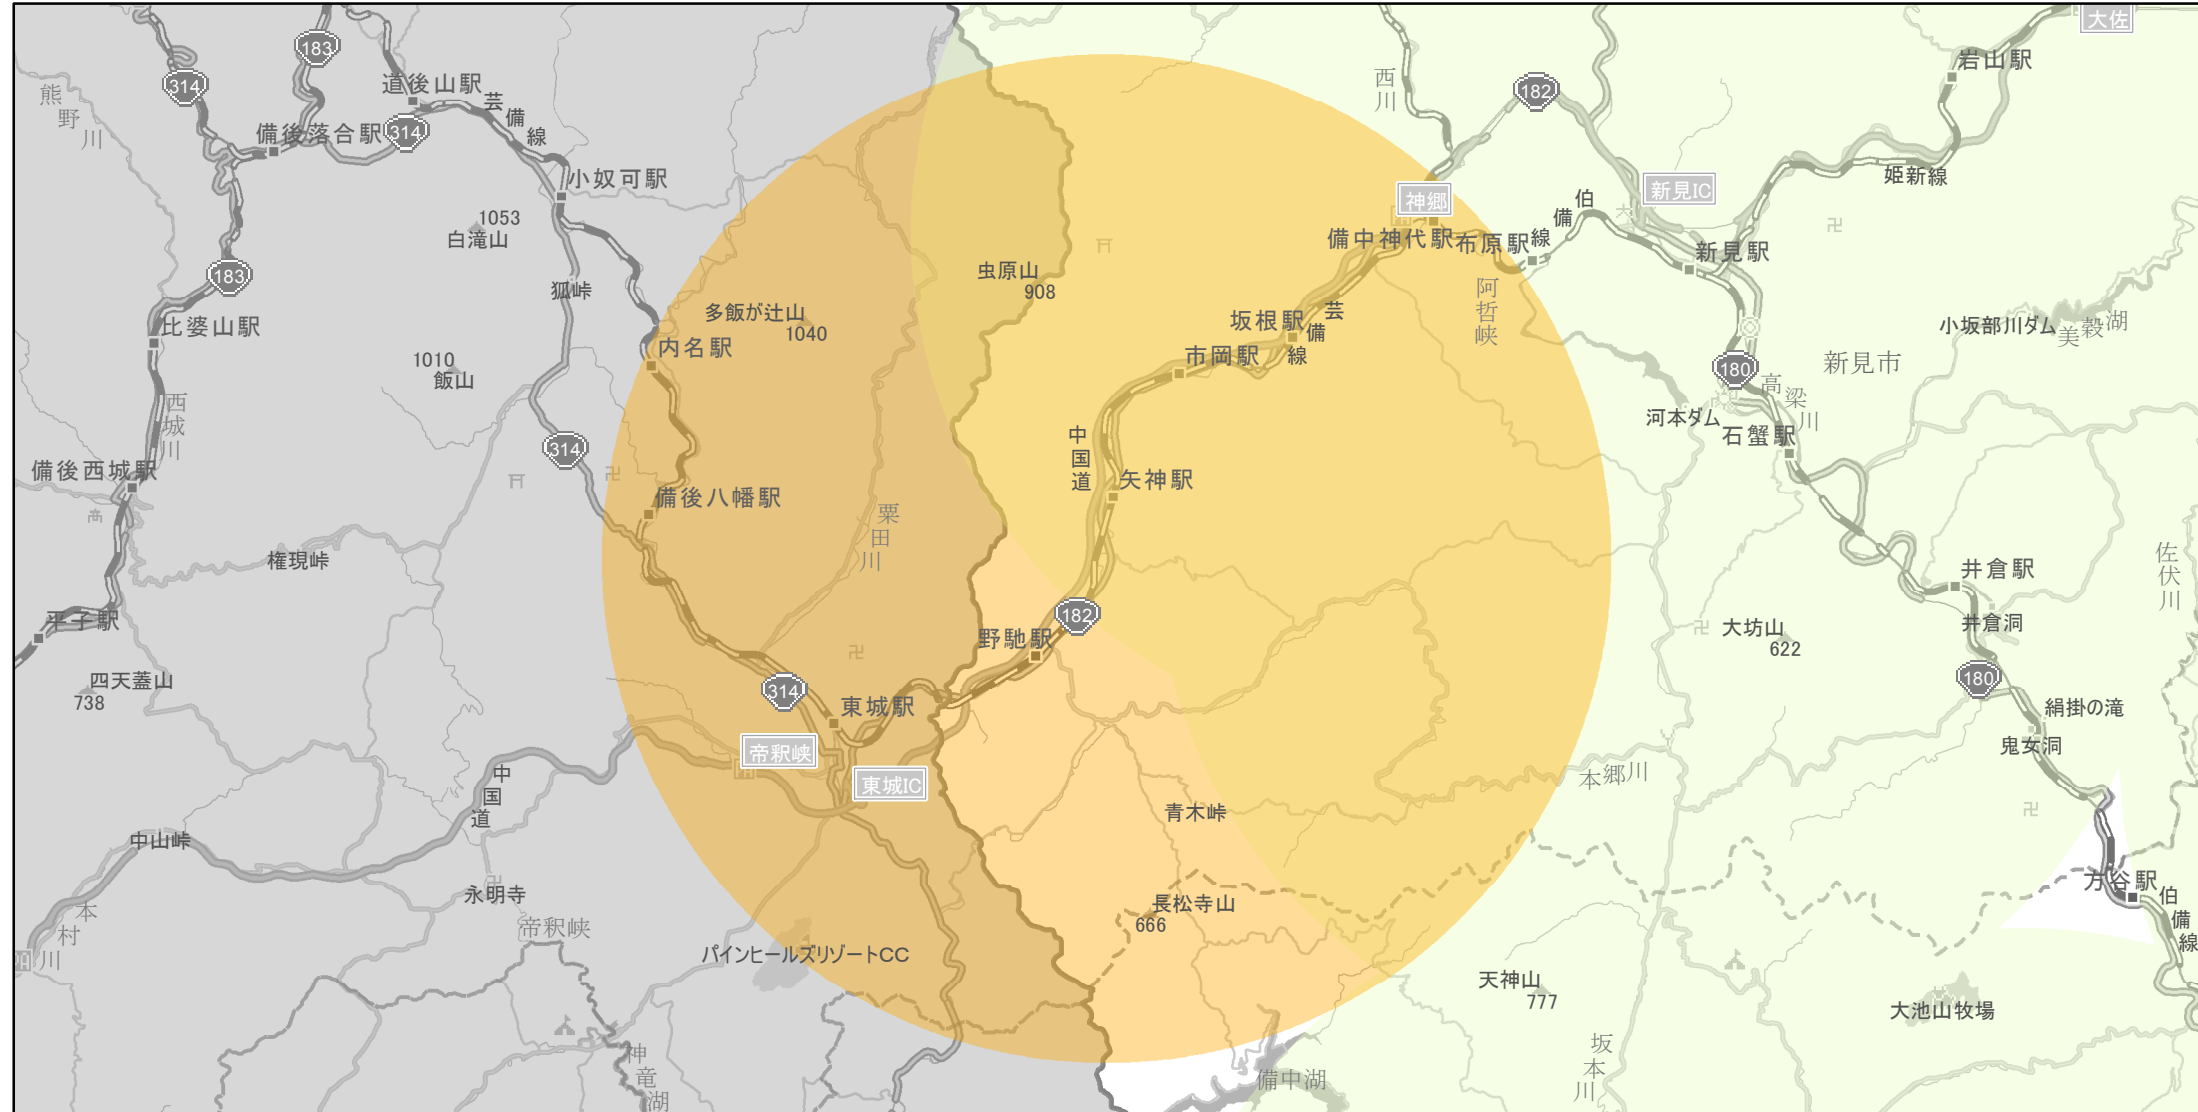 大佐
183
岩山駅
314
道後山駅
熊野川
芸備線
西川
182
備後落合駅
314
小奴可駅
姫新線
新見IC
神郷
伯備線
1053
白滝山
備中神代駅
布原駅
新見駅
183
狐峠
虫原山
908
阿哲峡
多飯が辻山
1040
坂根駅
芸備線
小坂部川ダム
美穀湖
比婆山駅
内名駅
市岡駅
新見市
1010
飯山
180
高梁川
西城川
河本ダム
石蟹駅
314
中国道
備後西城駅
矢神駅
備後八幡駅
粟田川
権現峠
佐伏川
井倉駅
182
平子駅
野馳駅
大坊山
622
井倉洞
四天蓋山
738
314
180
東城駅
絹掛の滝
鬼女洞
帝釈峡
東城IC
中国道
本郷川
青木峠
中山峠
永明寺
方谷駅
伯備線
長松寺山
666
本村川
帝釈峡
パインヒールズリゾートCC
天神山
777
大池山牧場
神竜湖
坂本川
備中湖